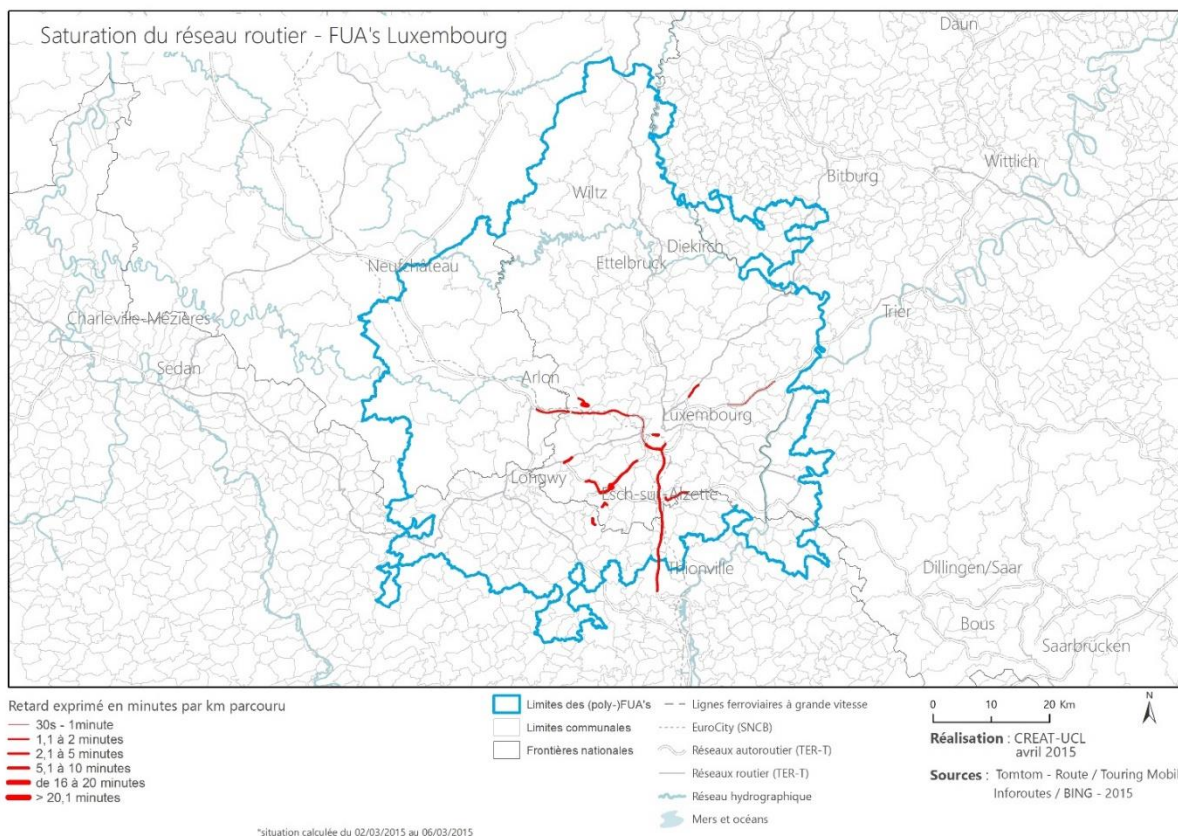 Saturation du réseau routier - FUA's Luxembourg
Daun
Wittlich
Bitburg
Wiltz
Diekirch
Ettelbruck
Neufchâteau
Trier
Charleville-Mézières
Sedan
Arlon
Luxembourg
Longwy
Esch-sur-Alzette
Thionville
Dillingen/Saar
Bous
Saarbrücken
Retard exprimé en minutes par km parcouru
30s - 1minute
1,1 à 2 minutes
2,1 à 5 minutes
5,1 à 10 minutes
de 16 à 20 minutes
> 20,1 minutes
Limites des (poly-)FUA's
Limites communales
Frontières nationales
Lignes ferroviaires à grande vitesse
EuroCity (SNCB)
Réseaux autoroutier (TER-T)
Réseaux routier (TER-T)
Réseau hydrographique
Mers et océans
0 10 20 Km
N
Réalisation : CREAT-UCL
avril 2015
Sources : Tomtom - Route / Touring Mobil
Inforoutes / BING - 2015
*situation calculée du 02/03/2015 au 06/03/2015